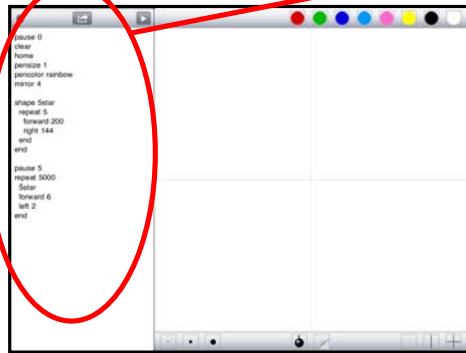 pause 0
clear
home
pensize 1
pencolor rainbow
mirror 4
shape 5star
repeat 5
forward 200
right 144
end
end
pause 5
repeat 5000
5star
forward 6
left 2
end